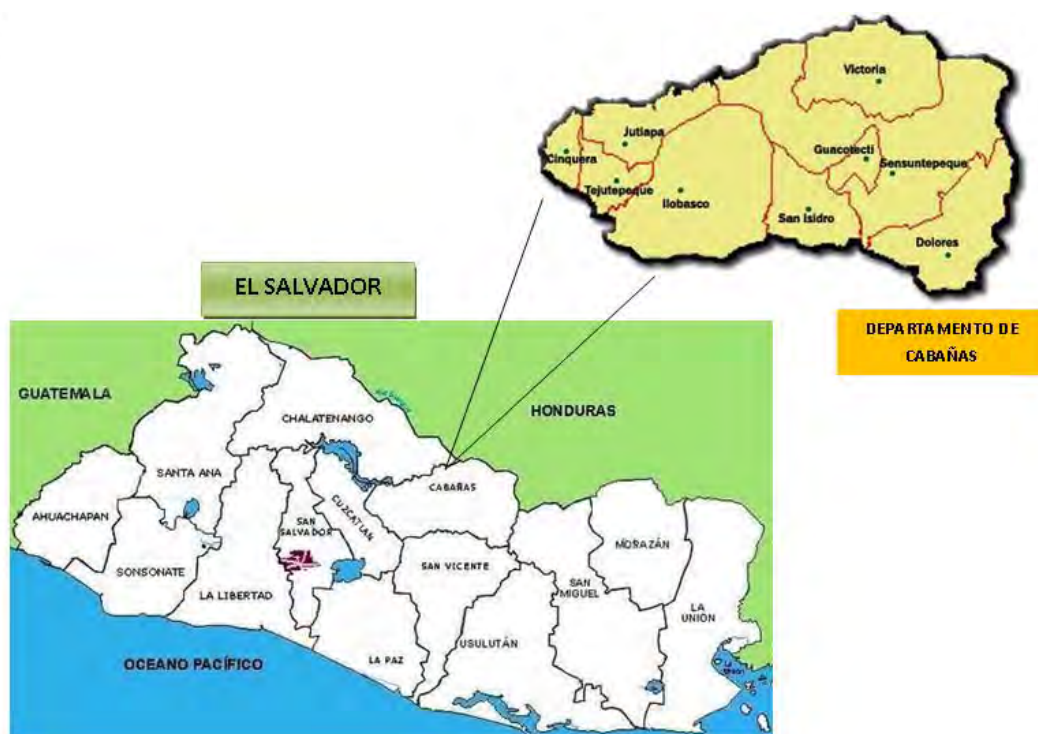 Victoria
Jutiapa
Guacotecti
Cinquera
Sensuntepeque
Tejutepeque
Ilobasco
San Isidro
Dolores
EL SALVADOR
DEPARTAMENTO DE
CABAÑAS
GUATEMALA
HONDURAS
CHALATENANGO
SANTA ANA
CABAÑAS
CUZCATLAN
AHUACHAPAN
SAN
SALVADOR
MORAZÁN
SAN VICENTE
SONSONATE
SAN
MIGUEL
LA LIBERTAD
LA
UNION
USULUTÁN
LA PAZ
OCEANO PACÍFICO